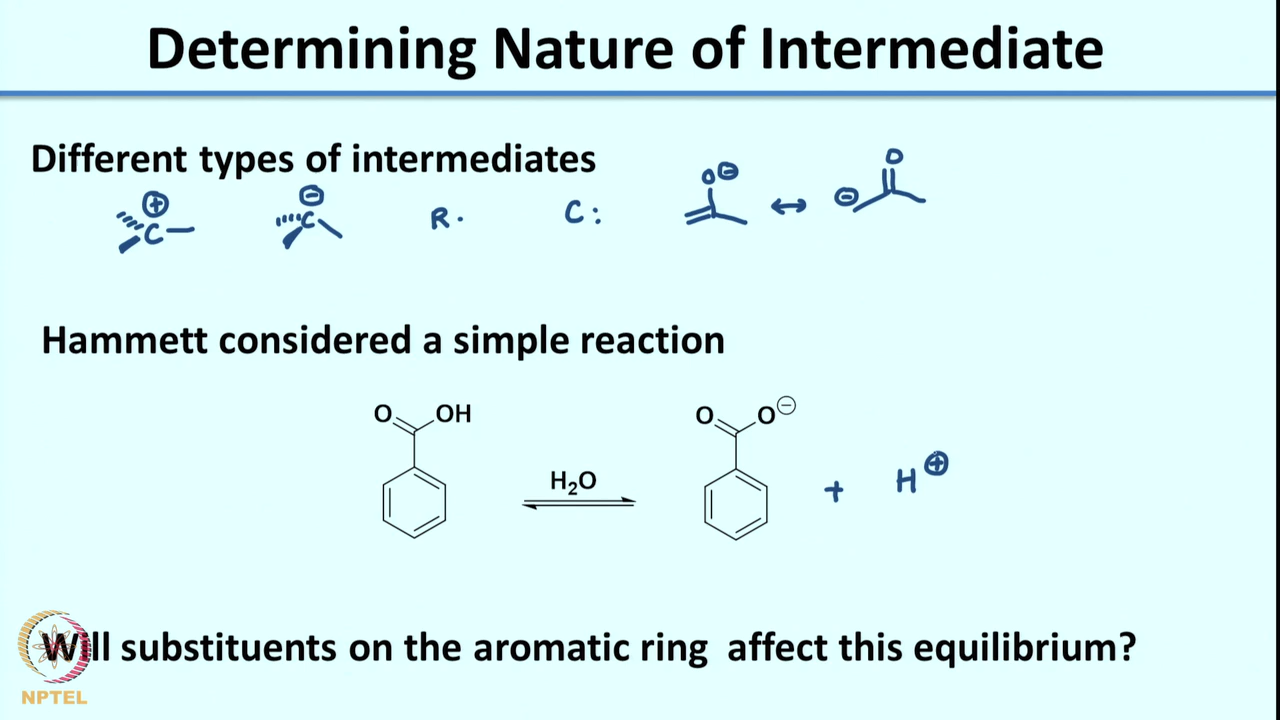 Determining Nature of Intermediate
Different types of intermediates
⊕ C
⊖ C
R·
C:
O⊖ ↔ ⊖ O
Hammett considered a simple reaction
O OH
H₂O
O O⊖
+ H⊕
Will substituents on the aromatic ring affect this equilibrium?
NPTEL